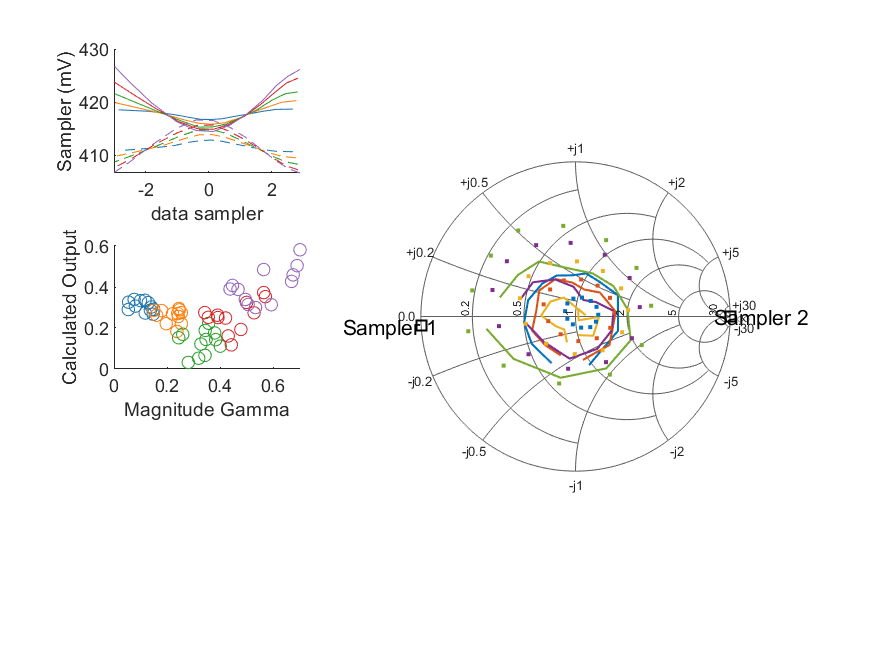 430
420
410
Sampler (mV)
-2
0
2
data sampler
0.6
0.4
0.2
0
Calculated Output
0
0.2
0.4
0.6
Magnitude Gamma
+j1
+j0.5
+j2
+j0.2
+j5
0.0
0.2
0.5
1
2
5
30
+j30
-j30
Sampler 1
Sampler 2
-j0.2
-j5
-j0.5
-j2
-j1